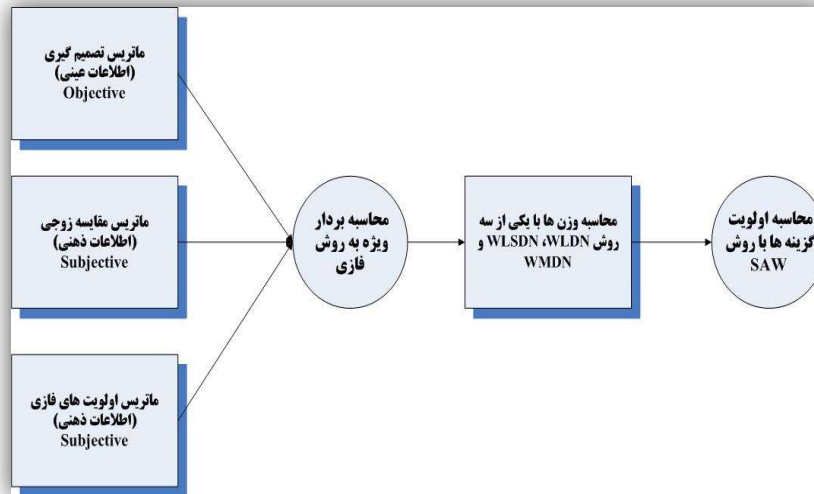 ماتریس تصمیم گیری
(اطلاعات عینی)
Objective
ماتریس مقایسه زوجی
(اطلاعات ذهنی)
Subjective
ماتریس اولویت های فازی
(اطلاعات ذهنی)
Subjective
محاسبه بردار
ویژه به روش
فازی
محاسبه وزن ها با یکی از سه
روش WLDN، WLSDN و
WMDN
محاسبه اولویت
گزینه ها با روش
SAW